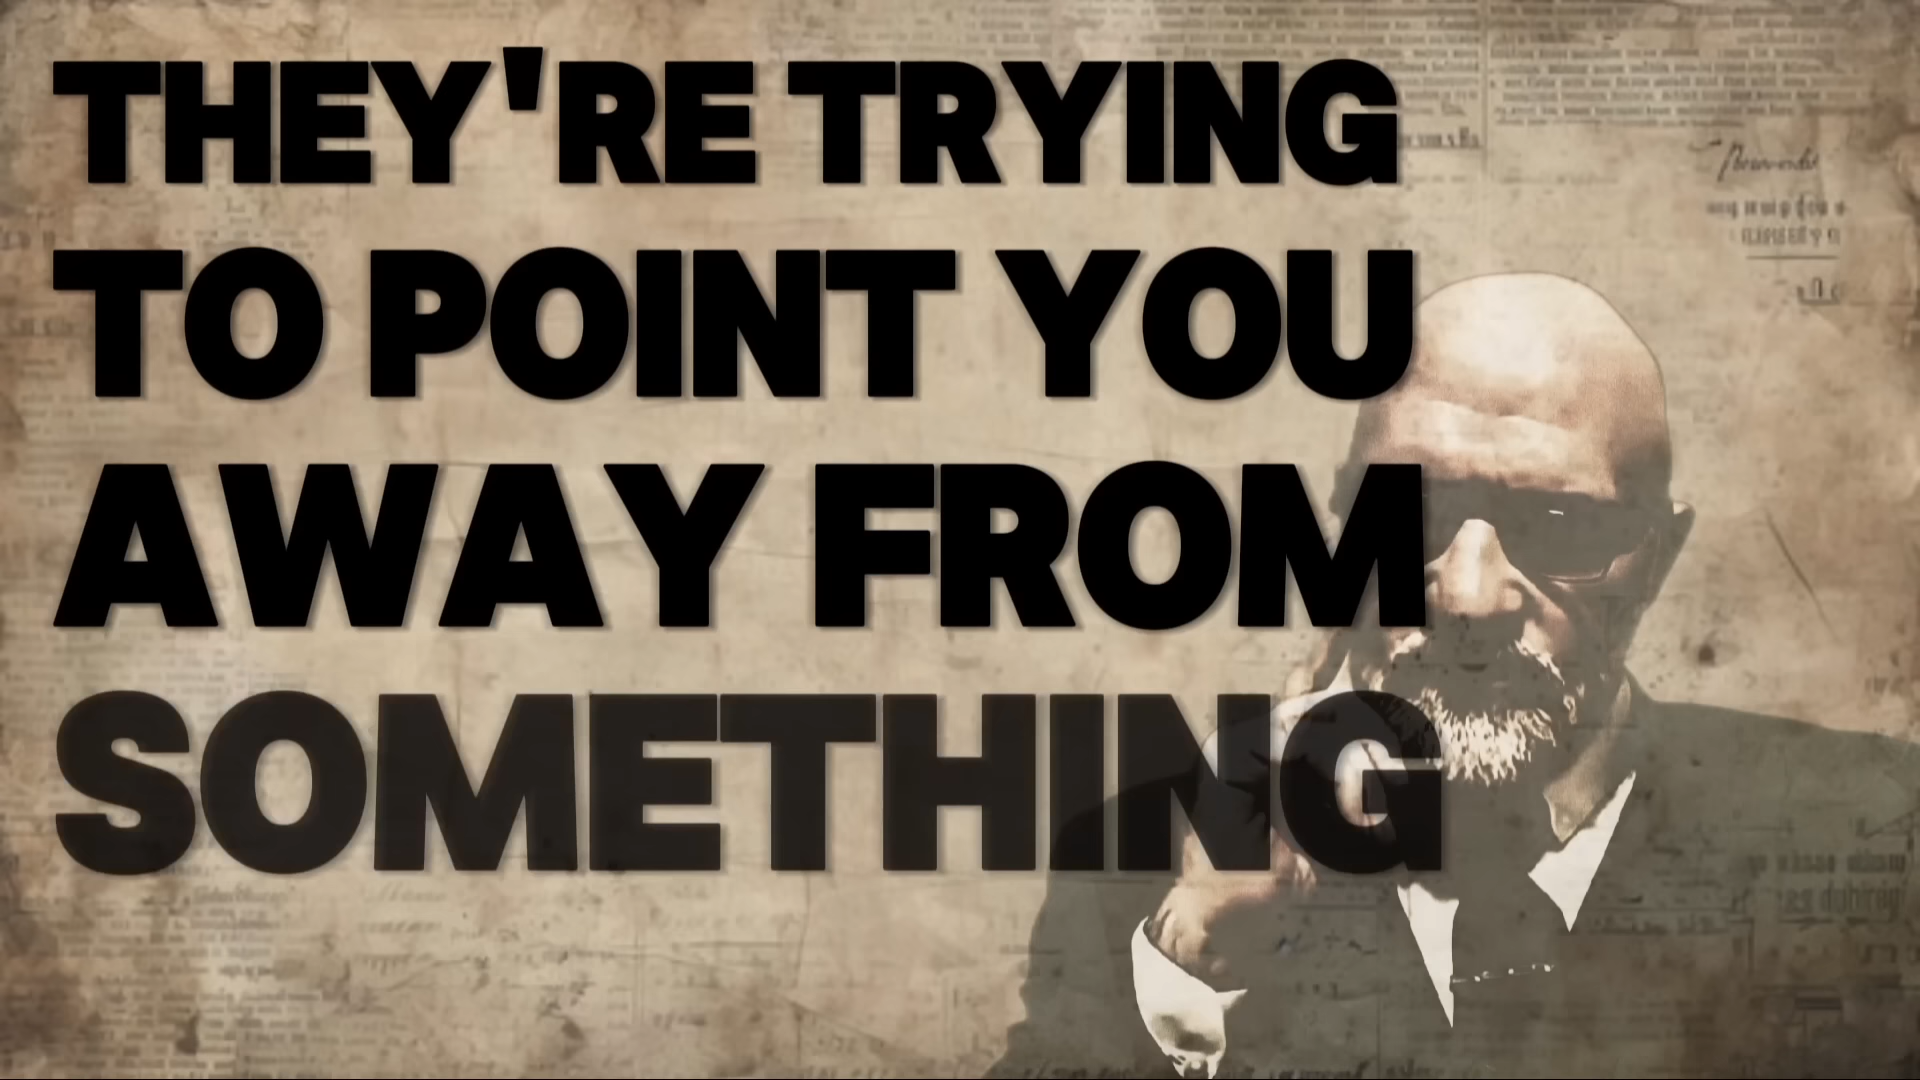 THEY'RE TRYING
TO POINT YOU
AWAY FROM
SOMETHING